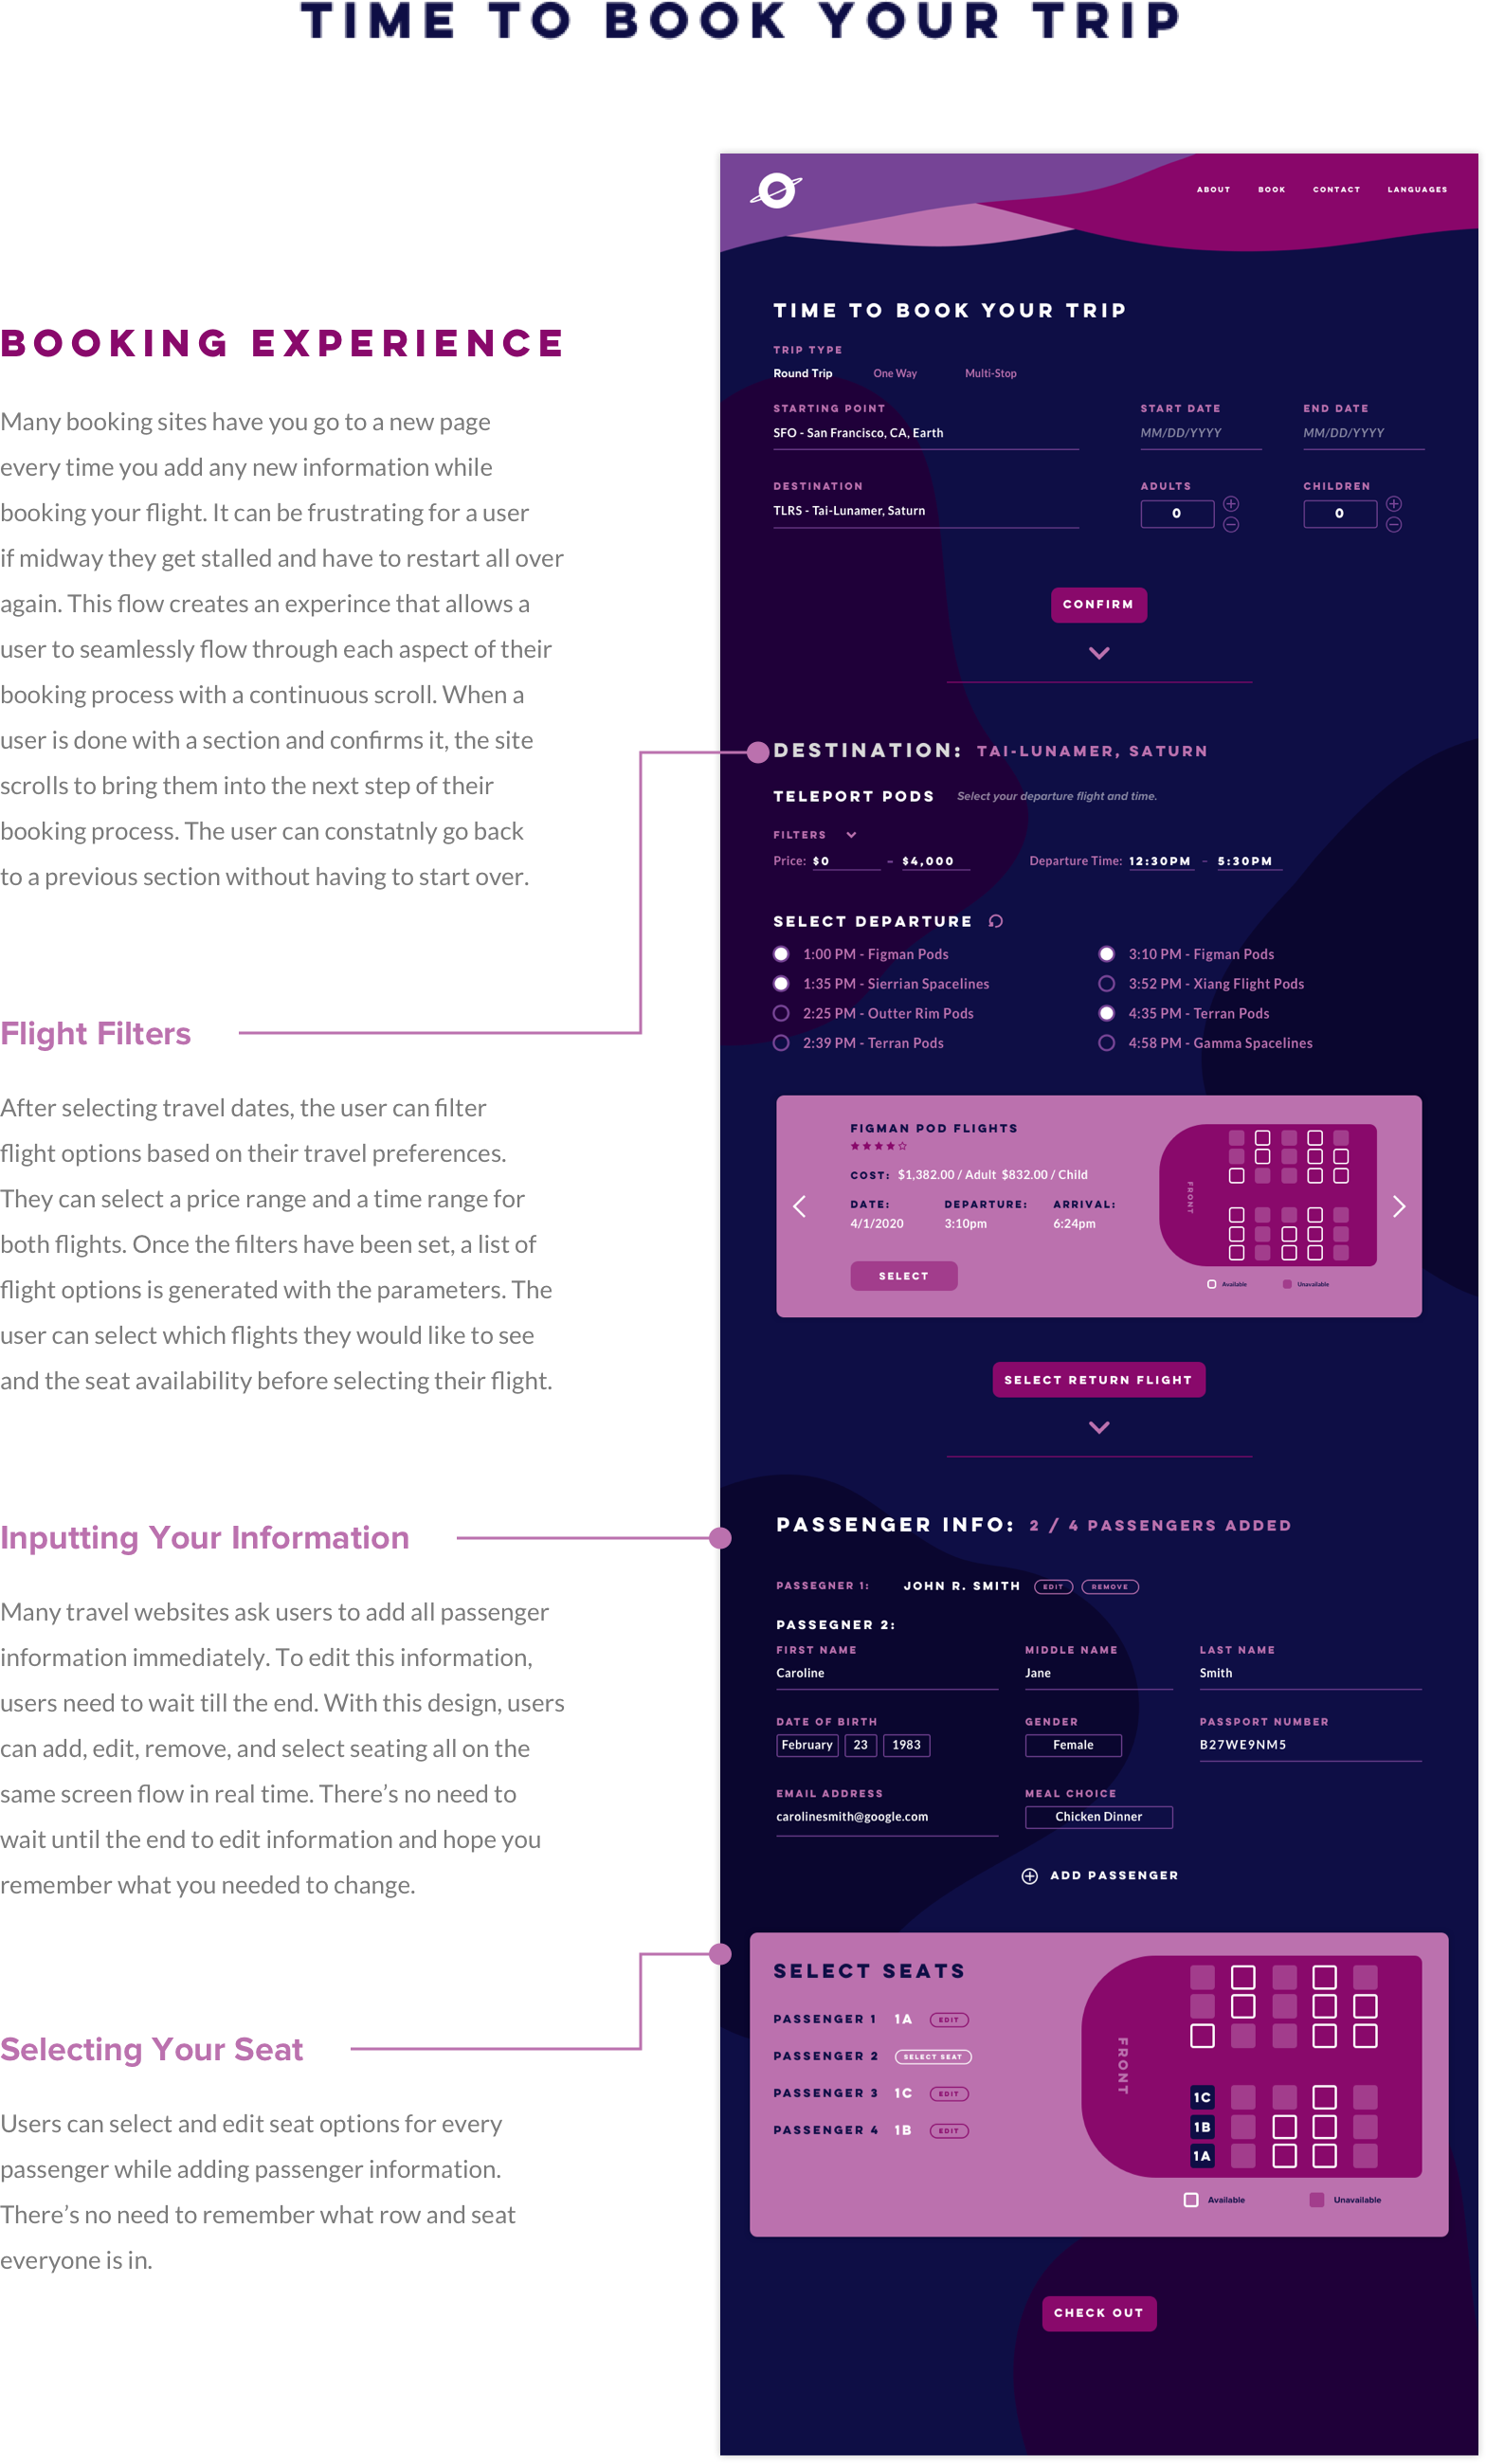 TIME TO BOOK YOUR TRIP
BOOKING EXPERIENCE
Many booking sites have you go to a new page
every time you add any new information while
booking your flight. It can be frustrating for a user
if midway they get stalled and have to restart all over
again. This flow creates an experince that allows a
user to seamlessly flow through each aspect of their
booking process with a continuous scroll. When a
user is done with a section and confirms it, the site
scrolls to bring them into the next step of their
booking process. The user can constatnly go back
to a previous section without having to start over.
Flight Filters
After selecting travel dates, the user can filter
flight options based on their travel preferences.
They can select a price range and a time range for
both flights. Once the filters have been set, a list of
flight options is generated with the parameters. The
user can select which flights they would like to see
and the seat availability before selecting their flight.
Inputting Your Information
Many travel websites ask users to add all passenger
information immediately. To edit this information,
users need to wait till the end. With this design, users
can add, edit, remove, and select seating all on the
same screen flow in real time. There's no need to
wait until the end to edit information and hope you
remember what you needed to change.
Selecting Your Seat
Users can select and edit seat options for every
passenger while adding passenger information.
There's no need to remember what row and seat
everyone is in.
ABOUT BOOK CONTACT LANGUAGES
TIME TO BOOK YOUR TRIP
TRIP TYPE
Round Trip One Way Multi-Stop
STARTING POINT START DATE END DATE
SFO - San Francisco, CA, Earth MM/DD/YYYY MM/DD/YYYY
DESTINATION ADULTS CHILDREN
TLRS - Tai-Lunamer, Saturn 0 0
CONFIRM
DESTINATION: TAI-LUNAMER, SATURN
TELEPORT PODS Select your departure flight and time.
FILTERS
Price: $0 - $4,000 Departure Time: 12:30PM - 5:30PM
SELECT DEPARTURE
1:00 PM - Figman Pods 3:10 PM - Figman Pods
1:35 PM - Sierrian Spacelines 3:52 PM - Xiang Flight Pods
2:25 PM - Outter Rim Pods 4:35 PM - Terran Pods
2:39 PM - Terran Pods 4:58 PM - Gamma Spacelines
FIGMAN POD FLIGHTS
COST: $1,382.00 / Adult $832.00 / Child
DATE: DEPARTURE: ARRIVAL:
4/1/2020 3:10pm 6:24pm
SELECT
FRONT
Available Unavailable
SELECT RETURN FLIGHT
PASSENGER INFO: 2 / 4 PASSENGERS ADDED
PASSEGNER 1: JOHN R. SMITH EDIT REMOVE
PASSEGNER 2:
FIRST NAME MIDDLE NAME LAST NAME
Caroline Jane Smith
DATE OF BIRTH GENDER PASSPORT NUMBER
February 23 1983 Female B27WE9NM5
EMAIL ADDRESS MEAL CHOICE
carolinesmith@google.com Chicken Dinner
ADD PASSENGER
SELECT SEATS
PASSENGER 1 1A EDIT
PASSENGER 2 SELECT SEAT
PASSENGER 3 1C EDIT
PASSENGER 4 1B EDIT
FRONT
1C
1B
1A
Available Unavailable
CHECK OUT